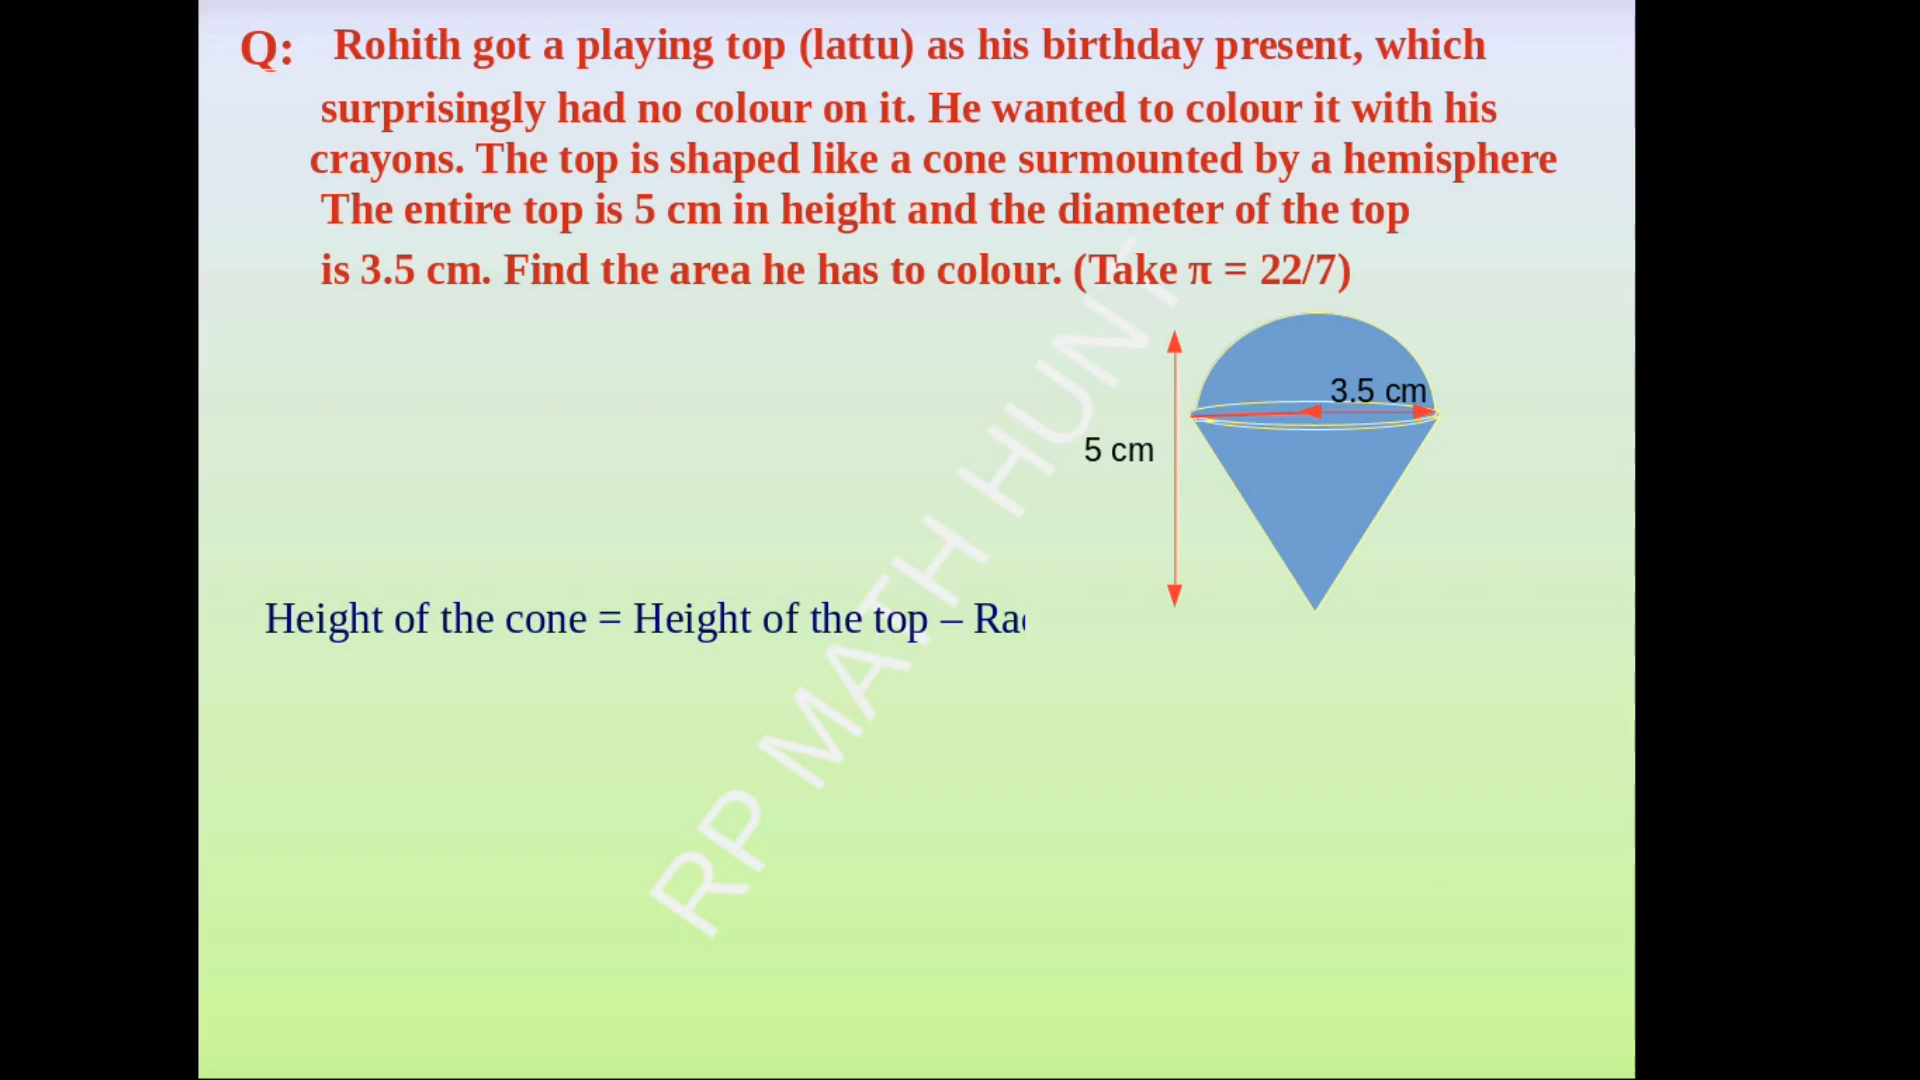 Q: Rohith got a playing top (lattu) as his birthday present, which
surprisingly had no colour on it. He wanted to colour it with his
crayons. The top is shaped like a cone surmounted by a hemisphere
The entire top is 5 cm in height and the diameter of the top
is 3.5 cm. Find the area he has to colour. (Take π = 22/7)
3.5 cm
5 cm
Height of the cone = Height of the top –
RP MATH HUNT